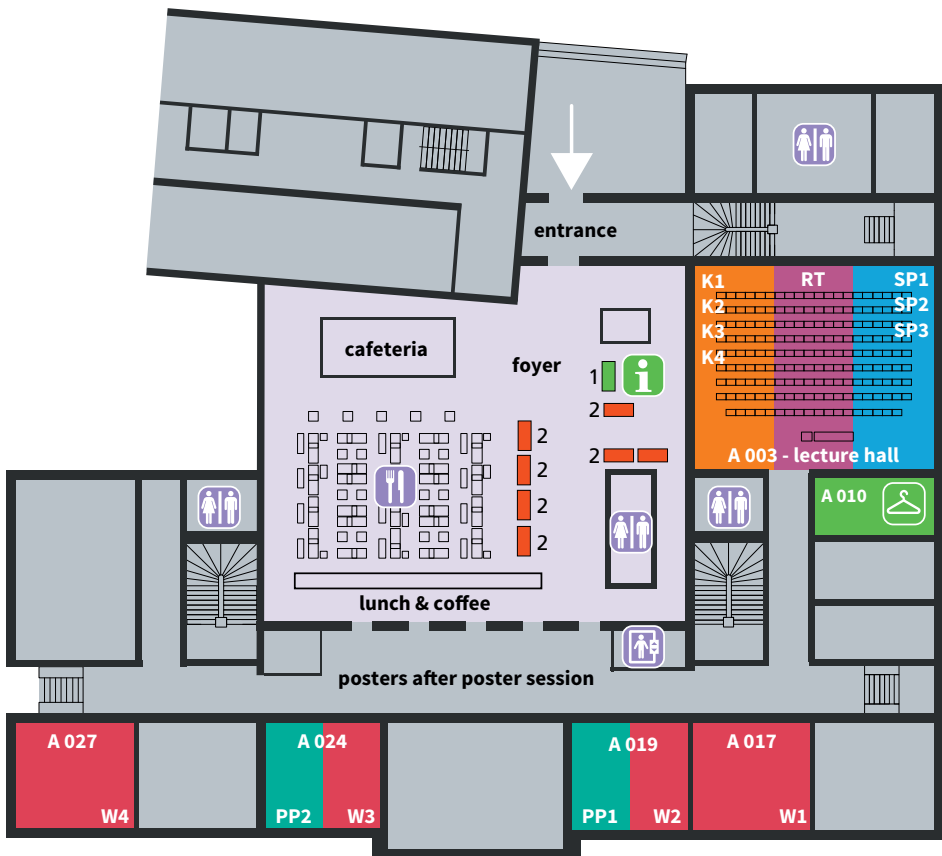 entrance
K1
RT
SP1
K2
SP2
K3
SP3
K4
cafeteria
foyer
1
i
2
2
2
2
2
2
A 003 - lecture hall
A 010
lunch & coffee
posters after poster session
A 027
W4
A 024
PP2
W3
A 019
PP1
W2
A 017
W1